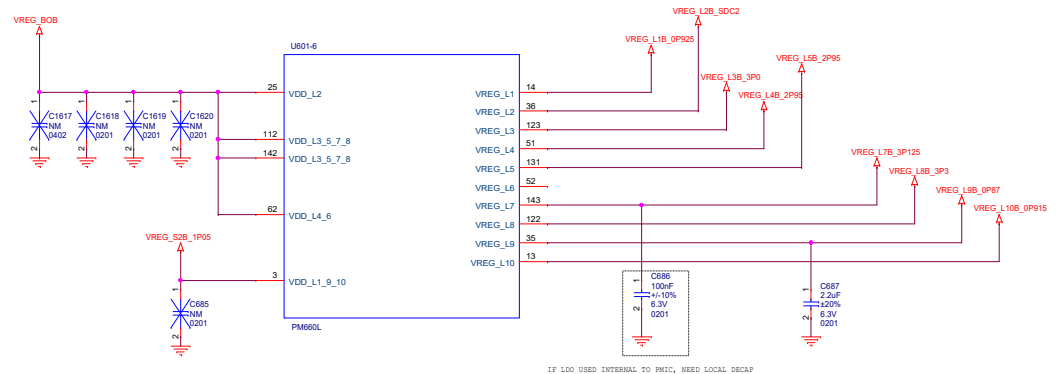 VREG_BOB
VREG_L2B_SDC2
VREG_L1B_0P925
U601-6
VREG_L5B_2P95
VREG_L3B_3P0
VREG_L4B_2P95
25 VDD_L2
VREG_L1 14
VREG_L2 36
VREG_L3 123
VREG_L4 51
VREG_L5 131
VREG_L6 52
VREG_L7 143
VREG_L8 122
VREG_L9 35
VREG_L10 13
1
C1617
NM
0402
2
1
C1618
NM
0201
2
1
C1619
NM
0201
2
1
C1620
NM
0201
2
112 VDD_L3_5_7_8
142 VDD_L3_5_7_8
62 VDD_L4_6
VREG_S2B_1P05
3 VDD_L1_9_10
1
C685
NM
0201
2
PM660L
VREG_L7B_3P125
VREG_L8B_3P3
VREG_L9B_0P87
VREG_L10B_0P915
1
C686
100nF
+/-10%
6.3V
0201
2
1
C687
2.2uF
±20%
6.3V
0201
2
IF LDO USED INTERNAL TO PMIC, NEED LOCAL DECAP